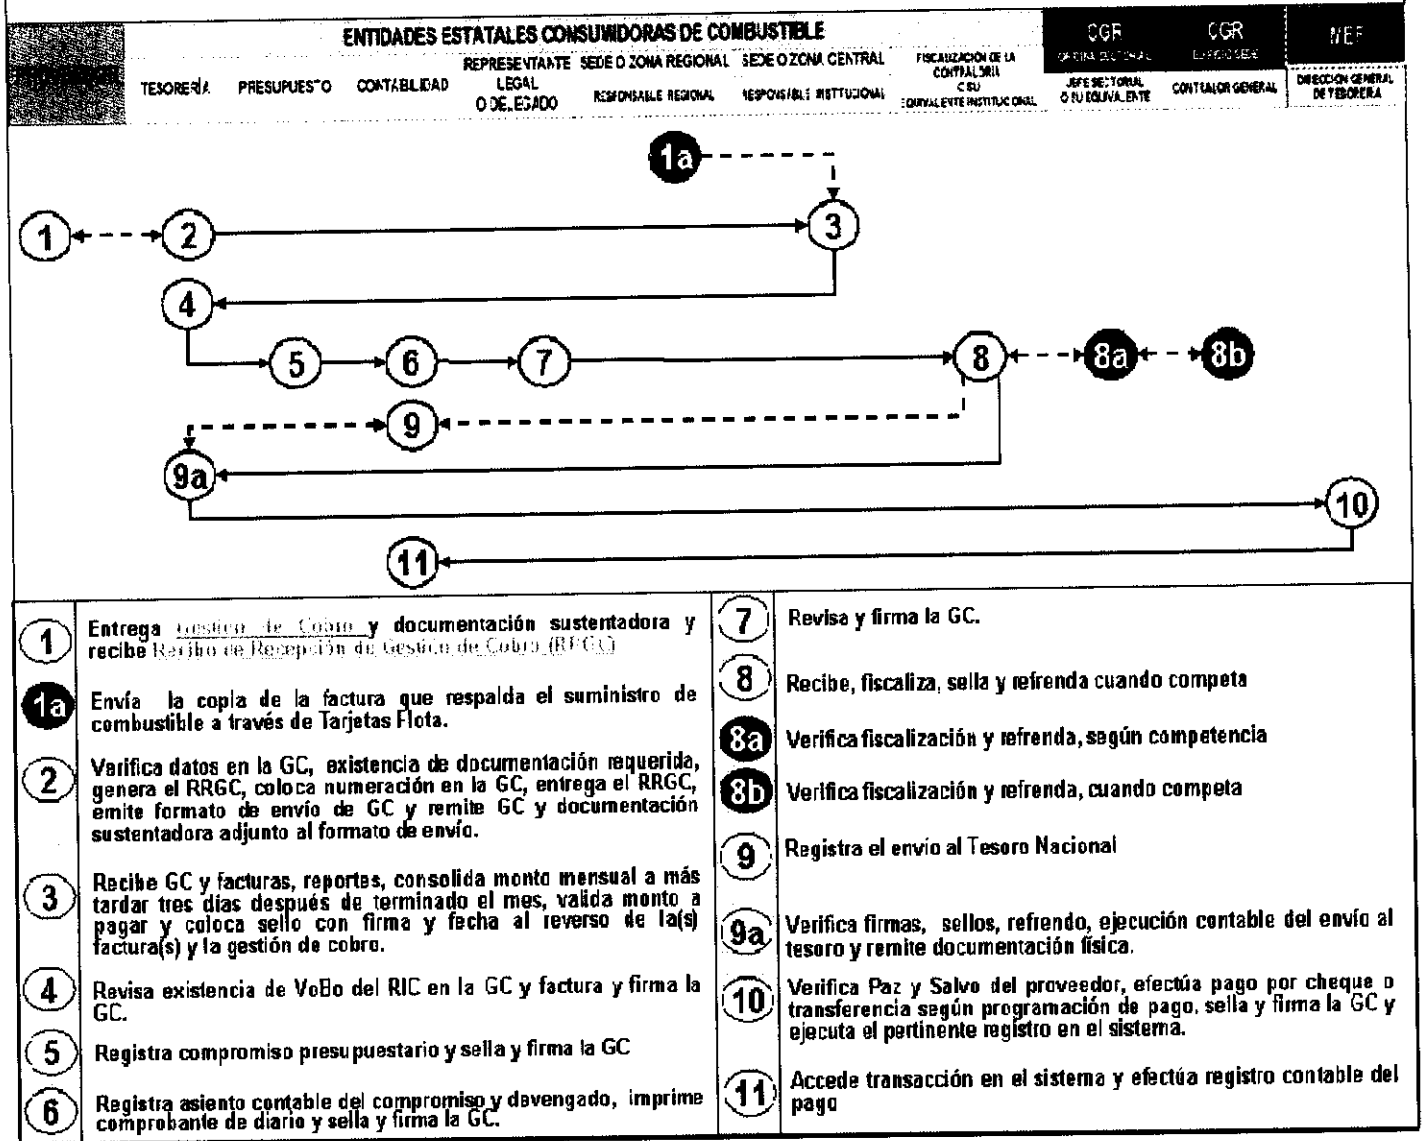 ENTIDADES ESTATALES CONSUMIDORAS DE COMBUSTIBLE
CGR
CGR
MEF
TESORERÍA
PRESUPUESTO
CONTABILIDAD
REPRESENTANTE
LEGAL
O DELEGADO
SEDE O ZONA REGIONAL
RESPONSABLE REGIONAL
SEDE O ZONA CENTRAL
RESPONSABLE INSTITUCIONAL
FISCALIZACIÓN DE LA
CONTRALORIA
O SU
EQUIVALENTE INSTITUCIONAL
JEFE SECTORIAL
O SU EQUIVALENTE
CONTRALOR GENERAL
DIRECCIÓN GENERAL
DE TESORERIA
1a
1
2
3
4
5
6
7
8
8a
8b
9
9a
10
11
1
Entrega Gestión de Cobro y documentación sustentadora y
recibe Recibo de Recepción de Gestión de Cobro (RRGC)
1a
Envía la copia de la factura que respalda el suministro de
combustible a través de Tarjetas Flota.
2
Verifica datos en la GC, existencia de documentación requerida,
genera el RRGC, coloca numeración en la GC, entrega el RRGC,
emite formato de envío de GC y remite GC y documentación
sustentadora adjunto al formato de envío.
3
Recibe GC y facturas, reportes, consolida monto mensual a más
tardar tres días después de terminado el mes, valida monto a
pagar y coloca sello con firma y fecha al reverso de la(s)
factura(s) y la gestión de cobro.
4
Revisa existencia de VoBo del RIC en la GC y factura y firma la
GC.
5
Registra compromiso presupuestario y sella y firma la GC
6
Registra asiento contable del compromiso y devengado, imprime
comprobante de diario y sella y firma la GC.
7
Revisa y firma la GC.
8
Recibe, fiscaliza, sella y refrenda cuando competa
8a
Verifica fiscalización y refrenda, según competencia
8b
Verifica fiscalización y refrenda, cuando competa
9
Registra el envío al Tesoro Nacional
9a
Verifica firmas, sellos, refrendo, ejecución contable del envío al
tesoro y remite documentación física.
10
Verifica Paz y Salvo del proveedor, efectúa pago por cheque o
transferencia según programación de pago, sella y firma la GC y
ejecuta el pertinente registro en el sistema.
11
Accede transacción en el sistema y efectúa registro contable del
pago